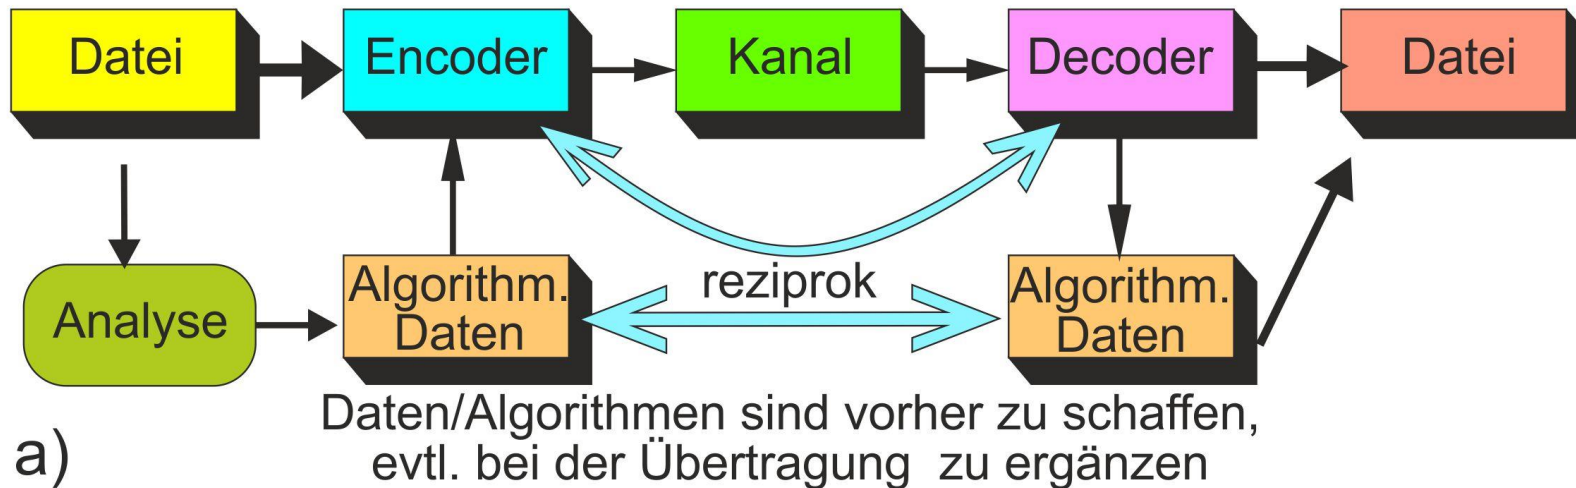 Datei
Encoder
Kanal
Decoder
Datei
Analyse
Algorithm.
Daten
reziprok
Algorithm.
Daten
Daten/Algorithmen sind vorher zu schaffen,
evtl. bei der Übertragung zu ergänzen
a)